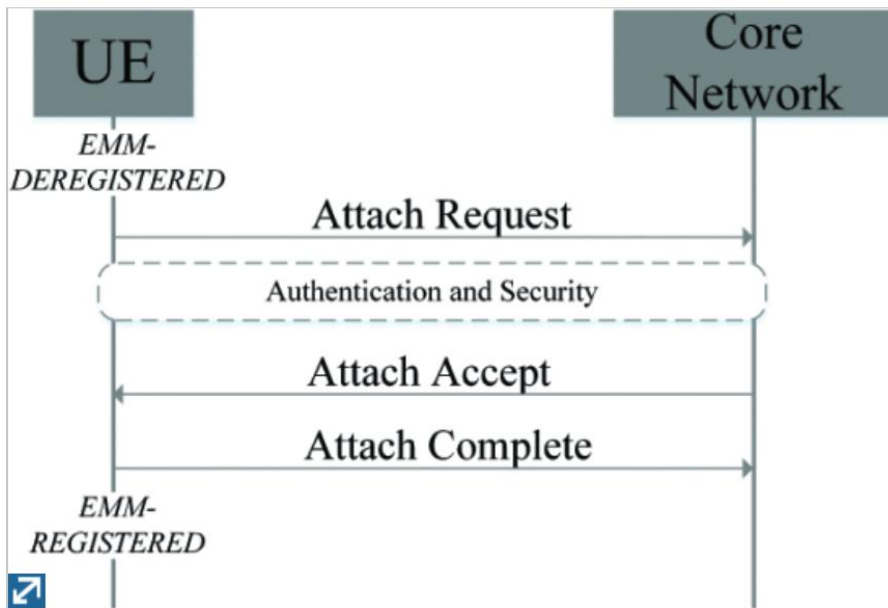 UE
Core
Network
EMM-
DEREGISTERED
Attach Request
Authentication and Security
Attach Accept
Attach Complete
EMM-
REGISTERED